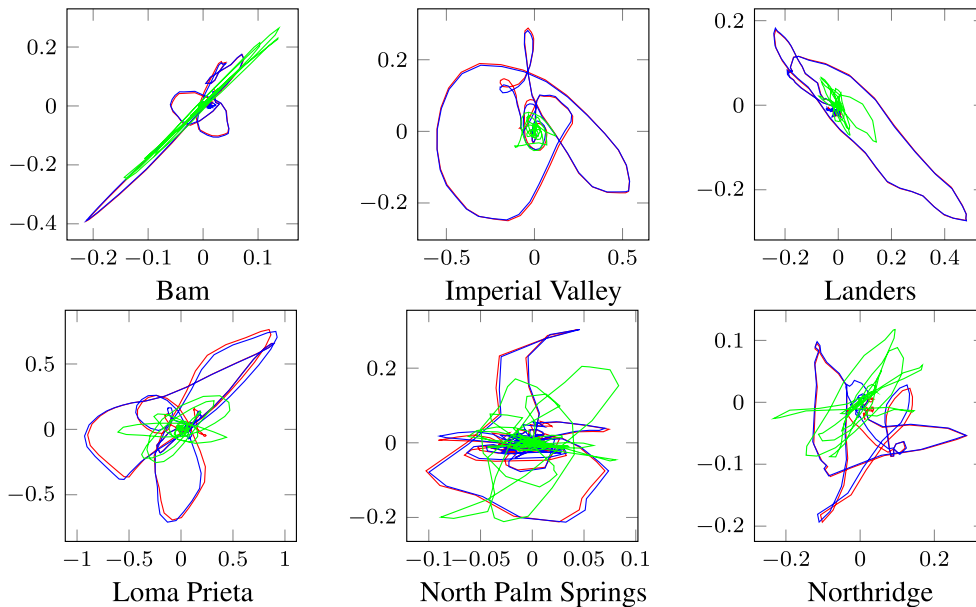 0.2
0
−0.2
−0.4
−0.2 −0.1 0 0.1
Bam
0.2
0
−0.2
−0.5 0 0.5
Imperial Valley
0.2
0
−0.2
−0.2 0 0.2 0.4
Landers
0.5
0
−0.5
−1 −0.5 0 0.5 1
Loma Prieta
0.2
0
−0.2
−0.1 −0.05 0 0.05 0.1
North Palm Springs
0.1
0
−0.1
−0.2
−0.2 0 0.2
Northridge